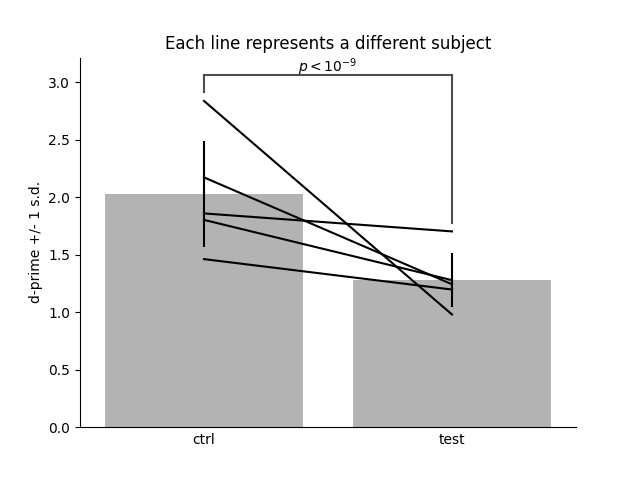 Each line represents a different subject
p < 10⁻⁹
3.0
2.5
2.0
1.5
1.0
0.5
0.0
d-prime +/- 1 s.d.
ctrl
test